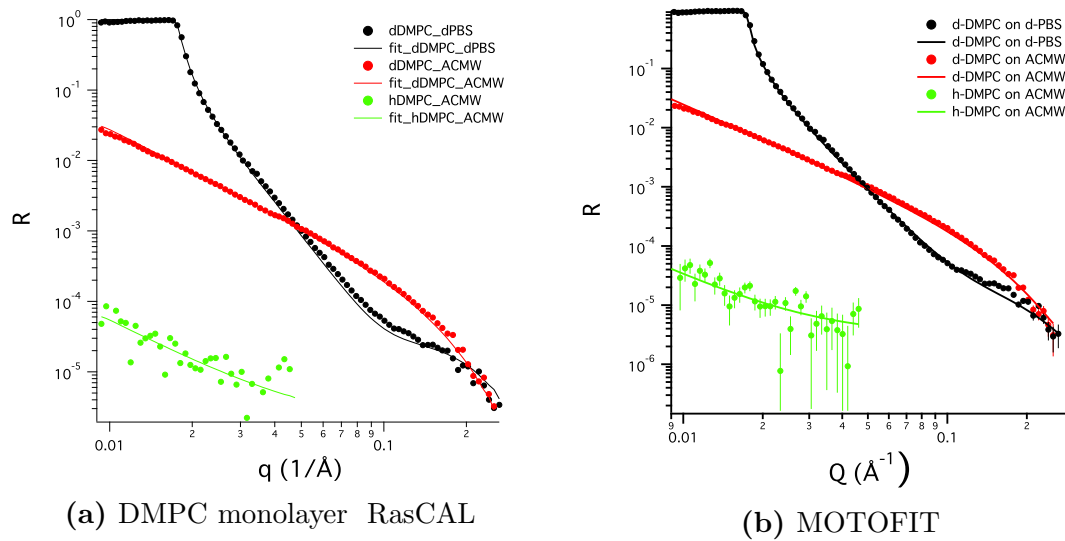 10⁰
10⁻¹
10⁻²
10⁻³
10⁻⁴
10⁻⁵
R
dDMPC_dPBS
fit_dDMPC_dPBS
dDMPC_ACMW
fit_dDMPC_ACMW
hDMPC_ACMW
fit_hDMPC_ACMW
0.01 2 3 4 5 6 7 8 9 0.1 2
q (1/Å)
(a) DMPC monolayer RasCAL
10⁻¹
10⁻²
10⁻³
10⁻⁴
10⁻⁵
10⁻⁶
R
d-DMPC on d-PBS
d-DMPC on d-PBS
d-DMPC on ACMW
d-DMPC on ACMW
h-DMPC on ACMW
h-DMPC on ACMW
9 0.01 2 3 4 5 6 7 8 9 0.1 2
Q (Å⁻¹)
(b) MOTOFIT